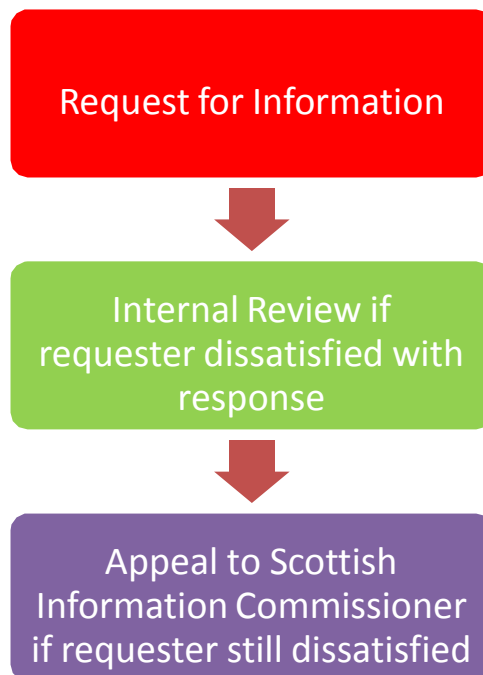 Request for Information
Internal Review if
requester dissatisfied with
response
Appeal to Scottish
Information Commissioner
if requester still dissatisfied